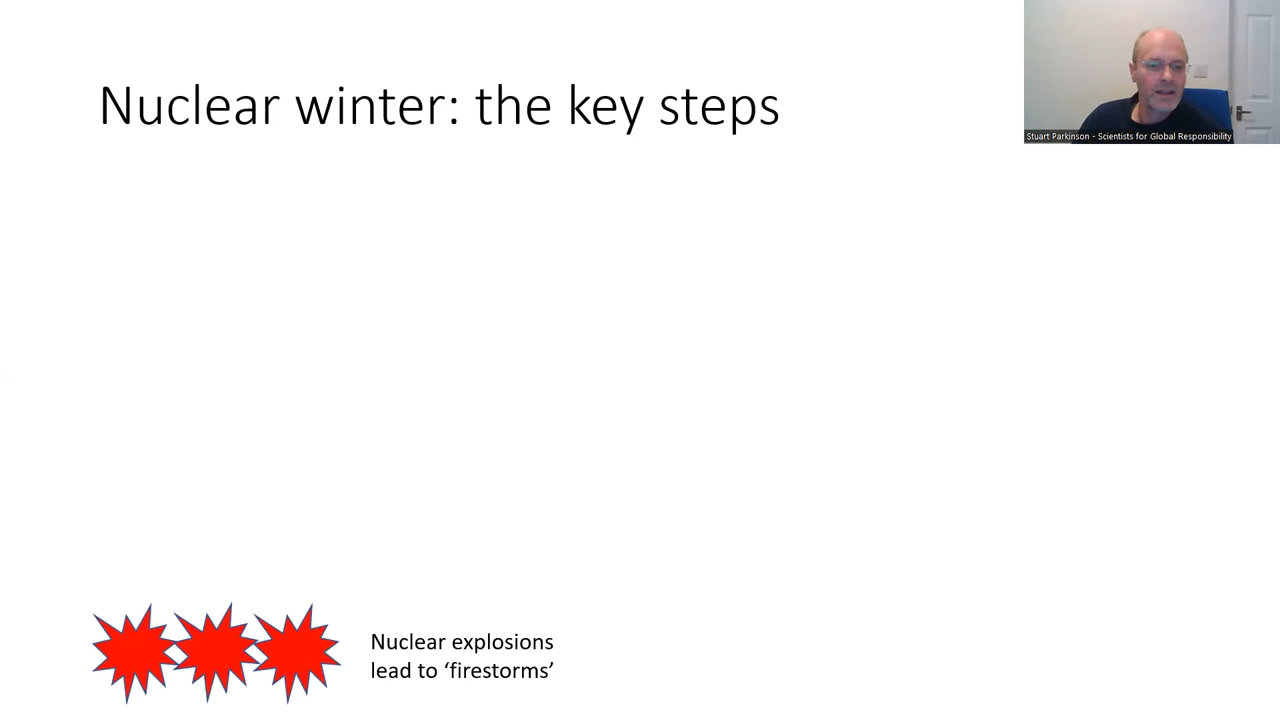 Nuclear winter: the key steps
Stuart Parkinson - Scientists for Global Responsibility
Nuclear explosions
lead to ‘firestorms’